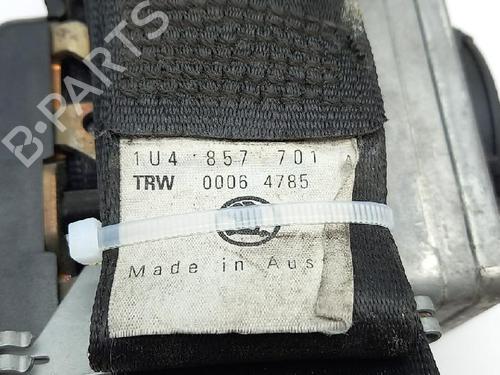 B-PARTS
1U4 857 701
TRW 0006 4785
Made in Aus